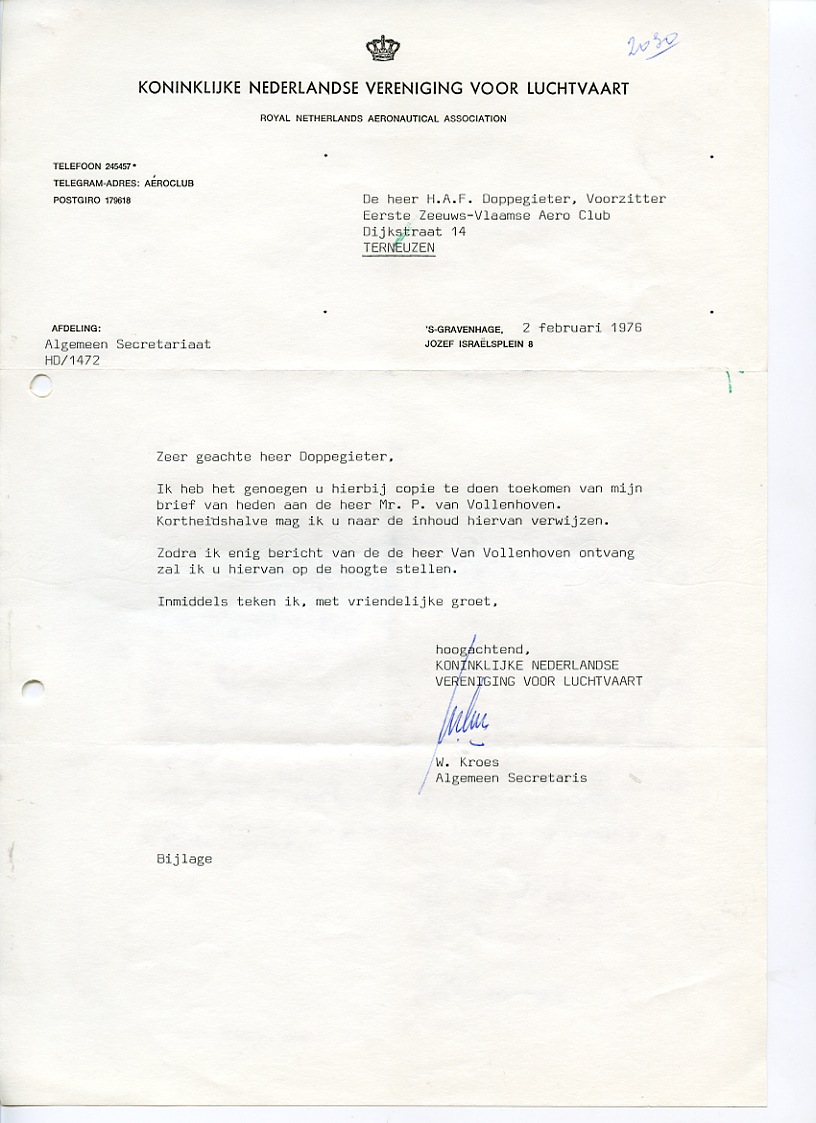 2030
KONINKLIJKE NEDERLANDSE VERENIGING VOOR LUCHTVAART
ROYAL NETHERLANDS AERONAUTICAL ASSOCIATION
TELEFOON 245457*
TELEGRAM-ADRES: AÉROCLUB
POSTGIRO 179618
De heer H.A.F. Doppegieter, Voorzitter
Eerste Zeeuws-Vlaamse Aero Club
Dijkstraat 14
TERNEUZEN
AFDELING:
Algemeen Secretariaat
HD/1472
'S-GRAVENHAGE, 2 februari 1976
JOZEF ISRAËLSPLEIN 8
Zeer geachte heer Doppegieter,
Ik heb het genoegen u hierbij copie te doen toekomen van mijn
brief van heden aan de heer Mr. P. van Vollenhoven.
Kortheidshalve mag ik u naar de inhoud hiervan verwijzen.
Zodra ik enig bericht van de de heer Van Vollenhoven ontvang
zal ik u hiervan op de hoogte stellen.
Inmiddels teken ik, met vriendelijke groet,
hoogachtend,
KONINKLIJKE NEDERLANDSE
VERENIGING VOOR LUCHTVAART
W. Kroes
Algemeen Secretaris
Bijlage